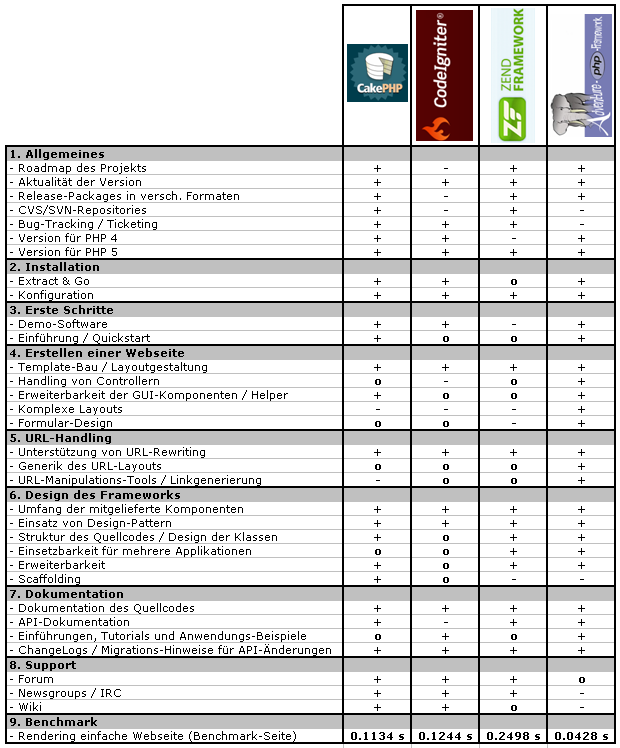 CakePHP
CodeIgniter
ZEND FRAMEWORK
Adventure - php - Framework
1. Allgemeines
- Roadmap des Projekts + - + +
- Aktualität der Version + + + +
- Release-Packages in versch. Formaten + - + +
- CVS/SVN-Repositories + - + -
- Bug-Tracking / Ticketing + + + -
- Version für PHP 4 + + - +
- Version für PHP 5 + + + +
2. Installation
- Extract & Go + + o +
- Konfiguration + + + +
3. Erste Schritte
- Demo-Software + + - +
- Einführung / Quickstart + o o +
4. Erstellen einer Webseite
- Template-Bau / Layoutgestaltung + + + +
- Handling von Controllern o - o +
- Erweiterbarkeit der GUI-Komponenten / Helper + o o +
- Komplexe Layouts - - - +
- Formular-Design o o - +
5. URL-Handling
- Unterstützung von URL-Rewriting + + + +
- Generik des URL-Layouts o o o +
- URL-Manipulations-Tools / Linkgenerierung - o o +
6. Design des Frameworks
- Umfang der mitgelieferte Komponenten + + + +
- Einsatz von Design-Pattern + + + +
- Struktur des Quellcodes / Design der Klassen + o + +
- Einsetzbarkeit für mehrere Applikationen o o + +
- Erweiterbarkeit + o + +
- Scaffolding + o - -
7. Dokumentation
- Dokumentation des Quellcodes + + + +
- API-Dokumentation + - + +
- Einführungen, Tutorials und Anwendungs-Beispiele o + o +
- ChangeLogs / Migrations-Hinweise für API-Änderungen + + + +
8. Support
- Forum + + + o
- Newsgroups / IRC + + + -
- Wiki + + o -
9. Benchmark
- Rendering einfache Webseite (Benchmark-Seite) 0.1134 s 0.1244 s 0.2498 s 0.0428 s